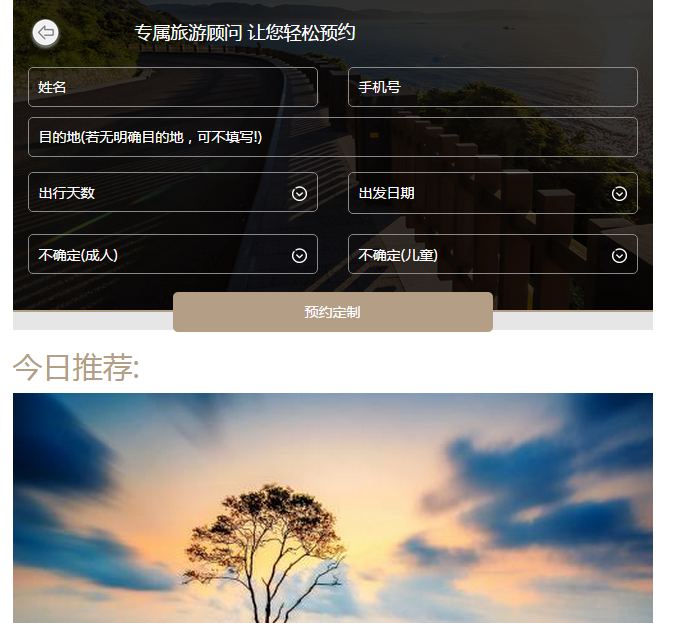 专属旅游顾问 让您轻松预约
姓名
手机号
目的地(若无明确目的地，可不填写!)
出行天数
出发日期
不确定(成人)
不确定(儿童)
预约定制
今日推荐: